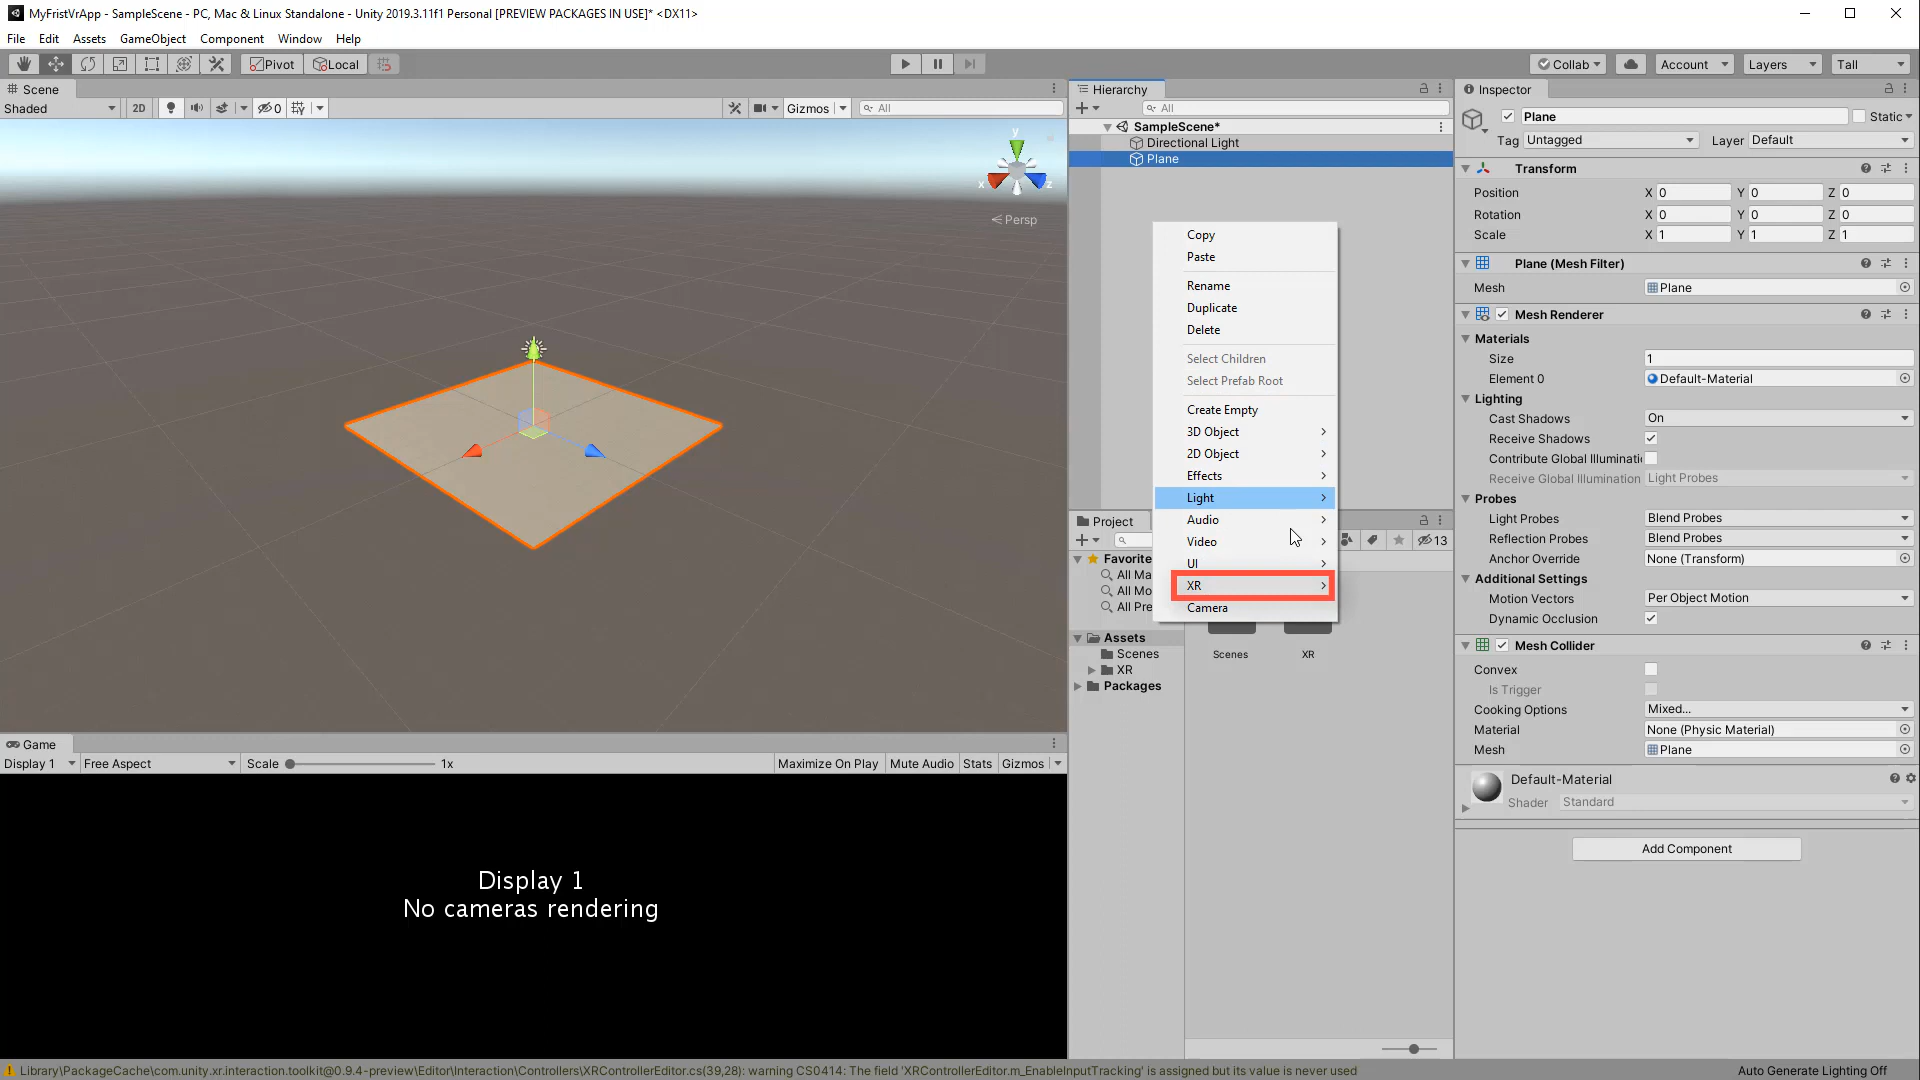 MyFristVrApp - SampleScene - PC, Mac & Linux Standalone - Unity 2019.3.11f1 Personal [PREVIEW PACKAGES IN USE]* <DX11>
File Edit Assets GameObject Component Window Help
Pivot Local Collab Account Layers Tall
Scene
Shaded 2D 0 Gizmos All
y
x z
Persp
Game
Display 1 Free Aspect Scale 1x Maximize On Play Mute Audio Stats Gizmos
Display 1
No cameras rendering
Hierarchy
All
SampleScene*
Directional Light
Plane
Copy
Paste
Rename
Duplicate
Delete
Select Children
Select Prefab Root
Create Empty
3D Object
2D Object
Effects
Light
Audio
Video
UI
XR
Camera
Project
13
Favorite
All Ma
All Mo
All Pre
Assets
Scenes
XR
Packages
Scenes XR
Inspector
Plane Static
Tag Untagged Layer Default
Transform
Position X 0 Y 0 Z 0
Rotation X 0 Y 0 Z 0
Scale X 1 Y 1 Z 1
Plane (Mesh Filter)
Mesh Plane
Mesh Renderer
Materials
Size 1
Element 0 Default-Material
Lighting
Cast Shadows On
Receive Shadows
Contribute Global Illuminati
Receive Global Illumination Light Probes
Probes
Light Probes Blend Probes
Reflection Probes Blend Probes
Anchor Override None (Transform)
Additional Settings
Motion Vectors Per Object Motion
Dynamic Occlusion
Mesh Collider
Convex
Is Trigger
Cooking Options Mixed...
Material None (Physic Material)
Mesh Plane
Default-Material
Shader Standard
Add Component
Library\PackageCache\com.unity.xr.interaction.toolkit@0.9.4-preview\Editor\Interaction\Controllers\XRControllerEditor.cs(39,28): warning CS0414: The field 'XRControllerEditor.m_EnableInputTracking' is assigned but its value is never used
Auto Generate Lighting Off